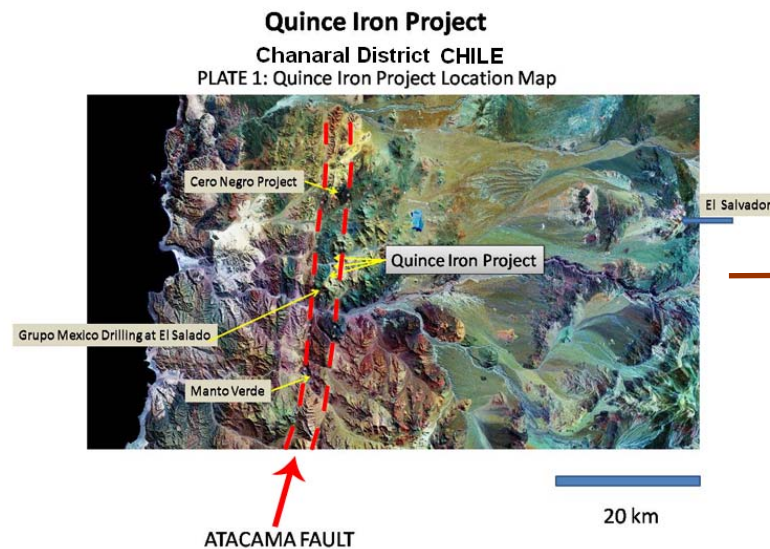 Quince Iron Project
Chanaral District CHILE
PLATE 1: Quince Iron Project Location Map
Cero Negro Project
El Salvador
Quince Iron Project
Grupo Mexico Drilling at El Salado
Manto Verde
20 km
ATACAMA FAULT